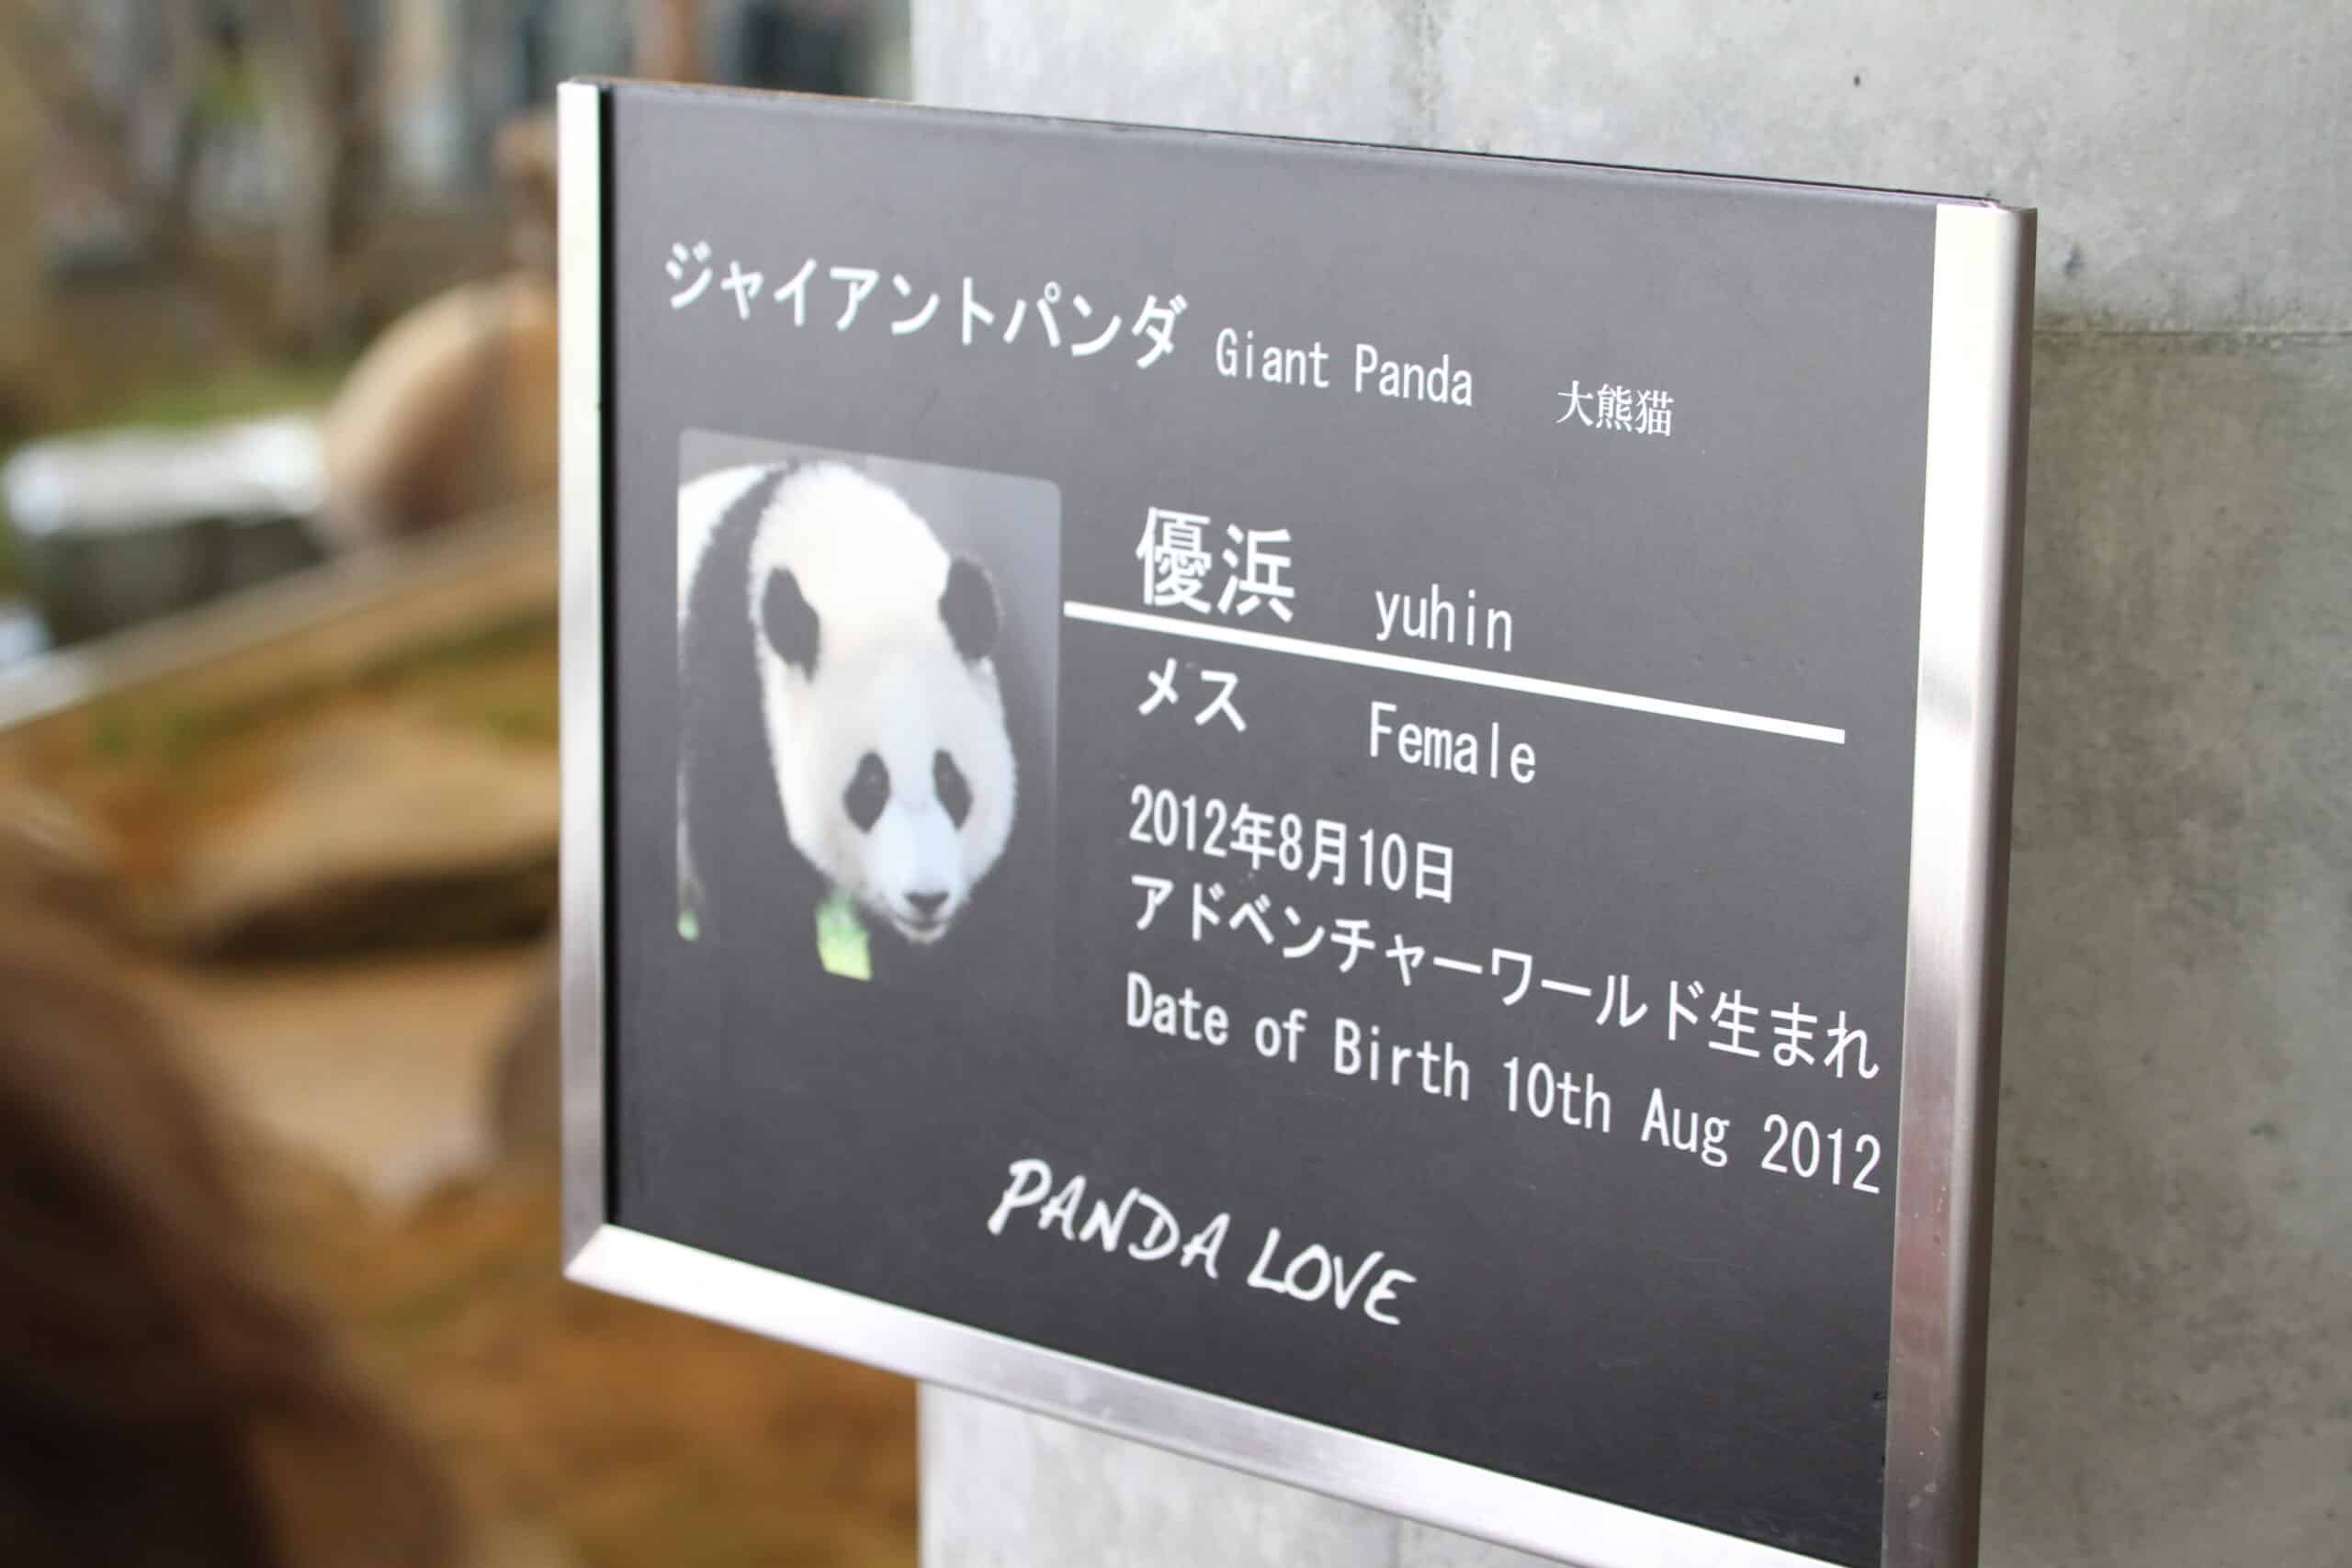 ジャイアントパンダ Giant Panda 大熊猫
優浜 yuhin
メス Female
2012年8月10日
アドベンチャーワールド生まれ
Date of Birth 10th Aug 2012
PANDA LOVE